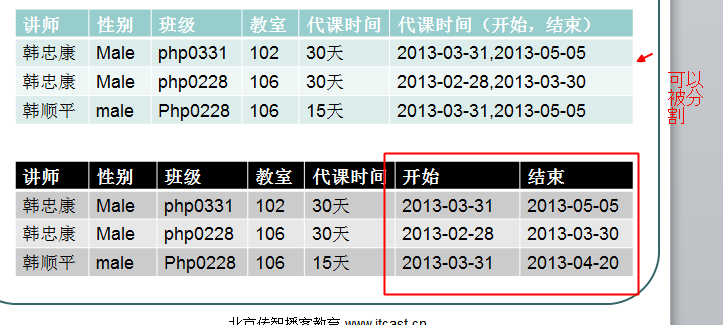 讲师 性别 班级 教室 代课时间 代课时间（开始，结束）
韩忠康 Male php0331 102 30天 2013-03-31,2013-05-05
韩忠康 Male php0228 106 30天 2013-02-28,2013-03-30
韩顺平 male Php0228 106 15天 2013-03-31,2013-05-05
可以
被分
割
讲师 性别 班级 教室 代课时间 开始 结束
韩忠康 Male php0331 102 30天 2013-03-31 2013-05-05
韩忠康 Male php0228 106 30天 2013-02-28 2013-03-30
韩顺平 male Php0228 106 15天 2013-03-31 2013-04-20
北京传智播客教育 www.itcast.cn